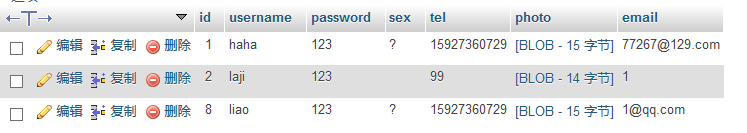 ←T→ id username password sex tel photo email
编辑 复制 删除 1 haha 123 ? 15927360729 [BLOB - 15 字节] 77267@129.com
编辑 复制 删除 2 laji 123 99 [BLOB - 14 字节] 1
编辑 复制 删除 8 liao 123 ? 15927360729 [BLOB - 15 字节] 1@qq.com